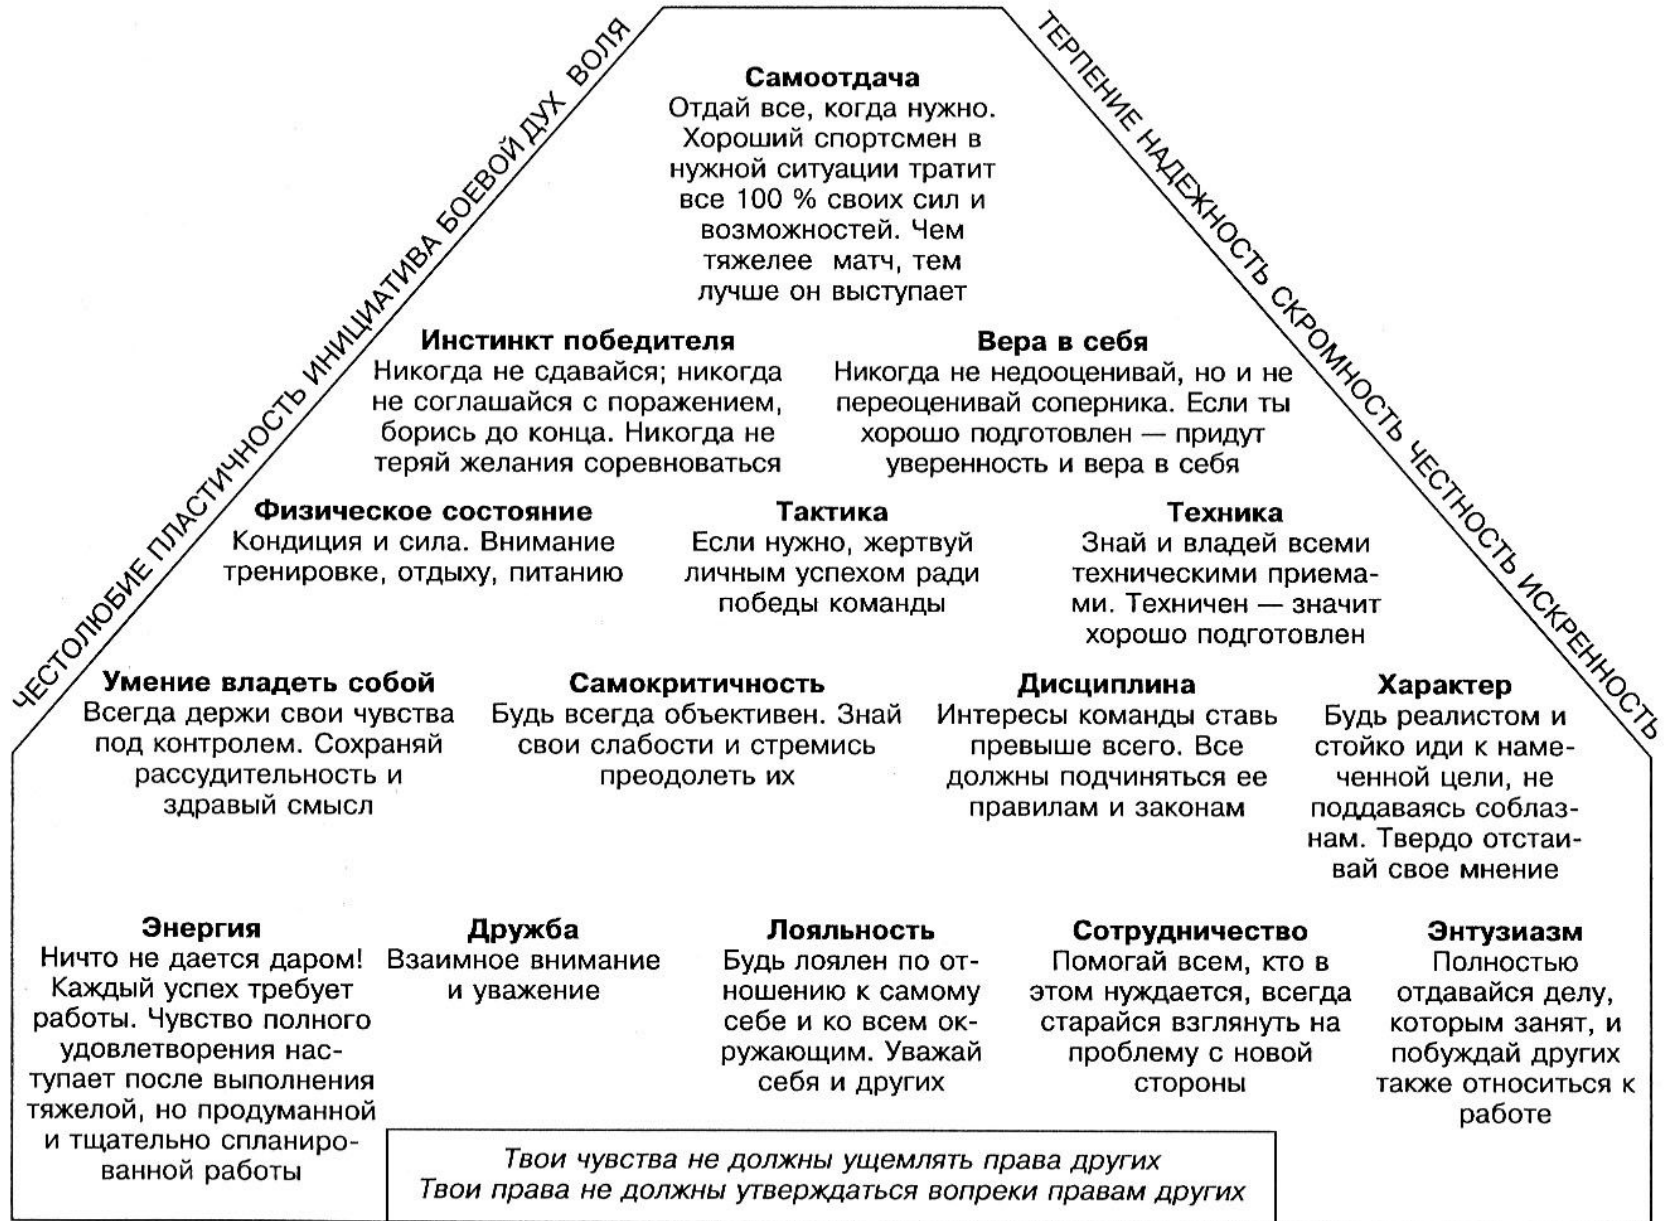 ЧЕСТОЛЮБИЕ ПЛАСТИЧНОСТЬ ИНИЦИАТИВА БОЕВОЙ ДУХ ВОЛЯ
ТЕРПЕНИЕ НАДЕЖНОСТЬ СКРОМНОСТЬ ЧЕСТНОСТЬ ИСКРЕННОСТЬ
Самоотдача
Отдай все, когда нужно.
Хороший спортсмен в
нужной ситуации тратит
все 100 % своих сил и
возможностей. Чем
тяжелее матч, тем
лучше он выступает
Инстинкт победителя
Никогда не сдавайся; никогда
не соглашайся с поражением,
борись до конца. Никогда не
теряй желания соревноваться
Вера в себя
Никогда не недооценивай, но и не
переоценивай соперника. Если ты
хорошо подготовлен — придут
уверенность и вера в себя
Физическое состояние
Кондиция и сила. Внимание
тренировке, отдыху, питанию
Тактика
Если нужно, жертвуй
личным успехом ради
победы команды
Техника
Знай и владей всеми
техническими приема-
ми. Техничен — значит
хорошо подготовлен
Умение владеть собой
Всегда держи свои чувства
под контролем. Сохраняй
рассудительность и
здравый смысл
Самокритичность
Будь всегда объективен. Знай
свои слабости и стремись
преодолеть их
Дисциплина
Интересы команды ставь
превыше всего. Все
должны подчиняться ее
правилам и законам
Характер
Будь реалистом и
стойко иди к наме-
ченной цели, не
поддаваясь соблаз-
нам. Твердо отстаи-
вай свое мнение
Энергия
Ничто не дается даром!
Каждый успех требует
работы. Чувство полного
удовлетворения нас-
тупает после выполнения
тяжелой, но продуманной
и тщательно спланиро-
ванной работы
Дружба
Взаимное внимание
и уважение
Лояльность
Будь лоялен по от-
ношению к самому
себе и ко всем ок-
ружающим. Уважай
себя и других
Сотрудничество
Помогай всем, кто в
этом нуждается, всегда
старайся взглянуть на
проблему с новой
стороны
Энтузиазм
Полностью
отдавайся делу,
которым занят, и
побуждай других
также относиться к
работе
Твои чувства не должны ущемлять права других
Твои права не должны утверждаться вопреки правам других